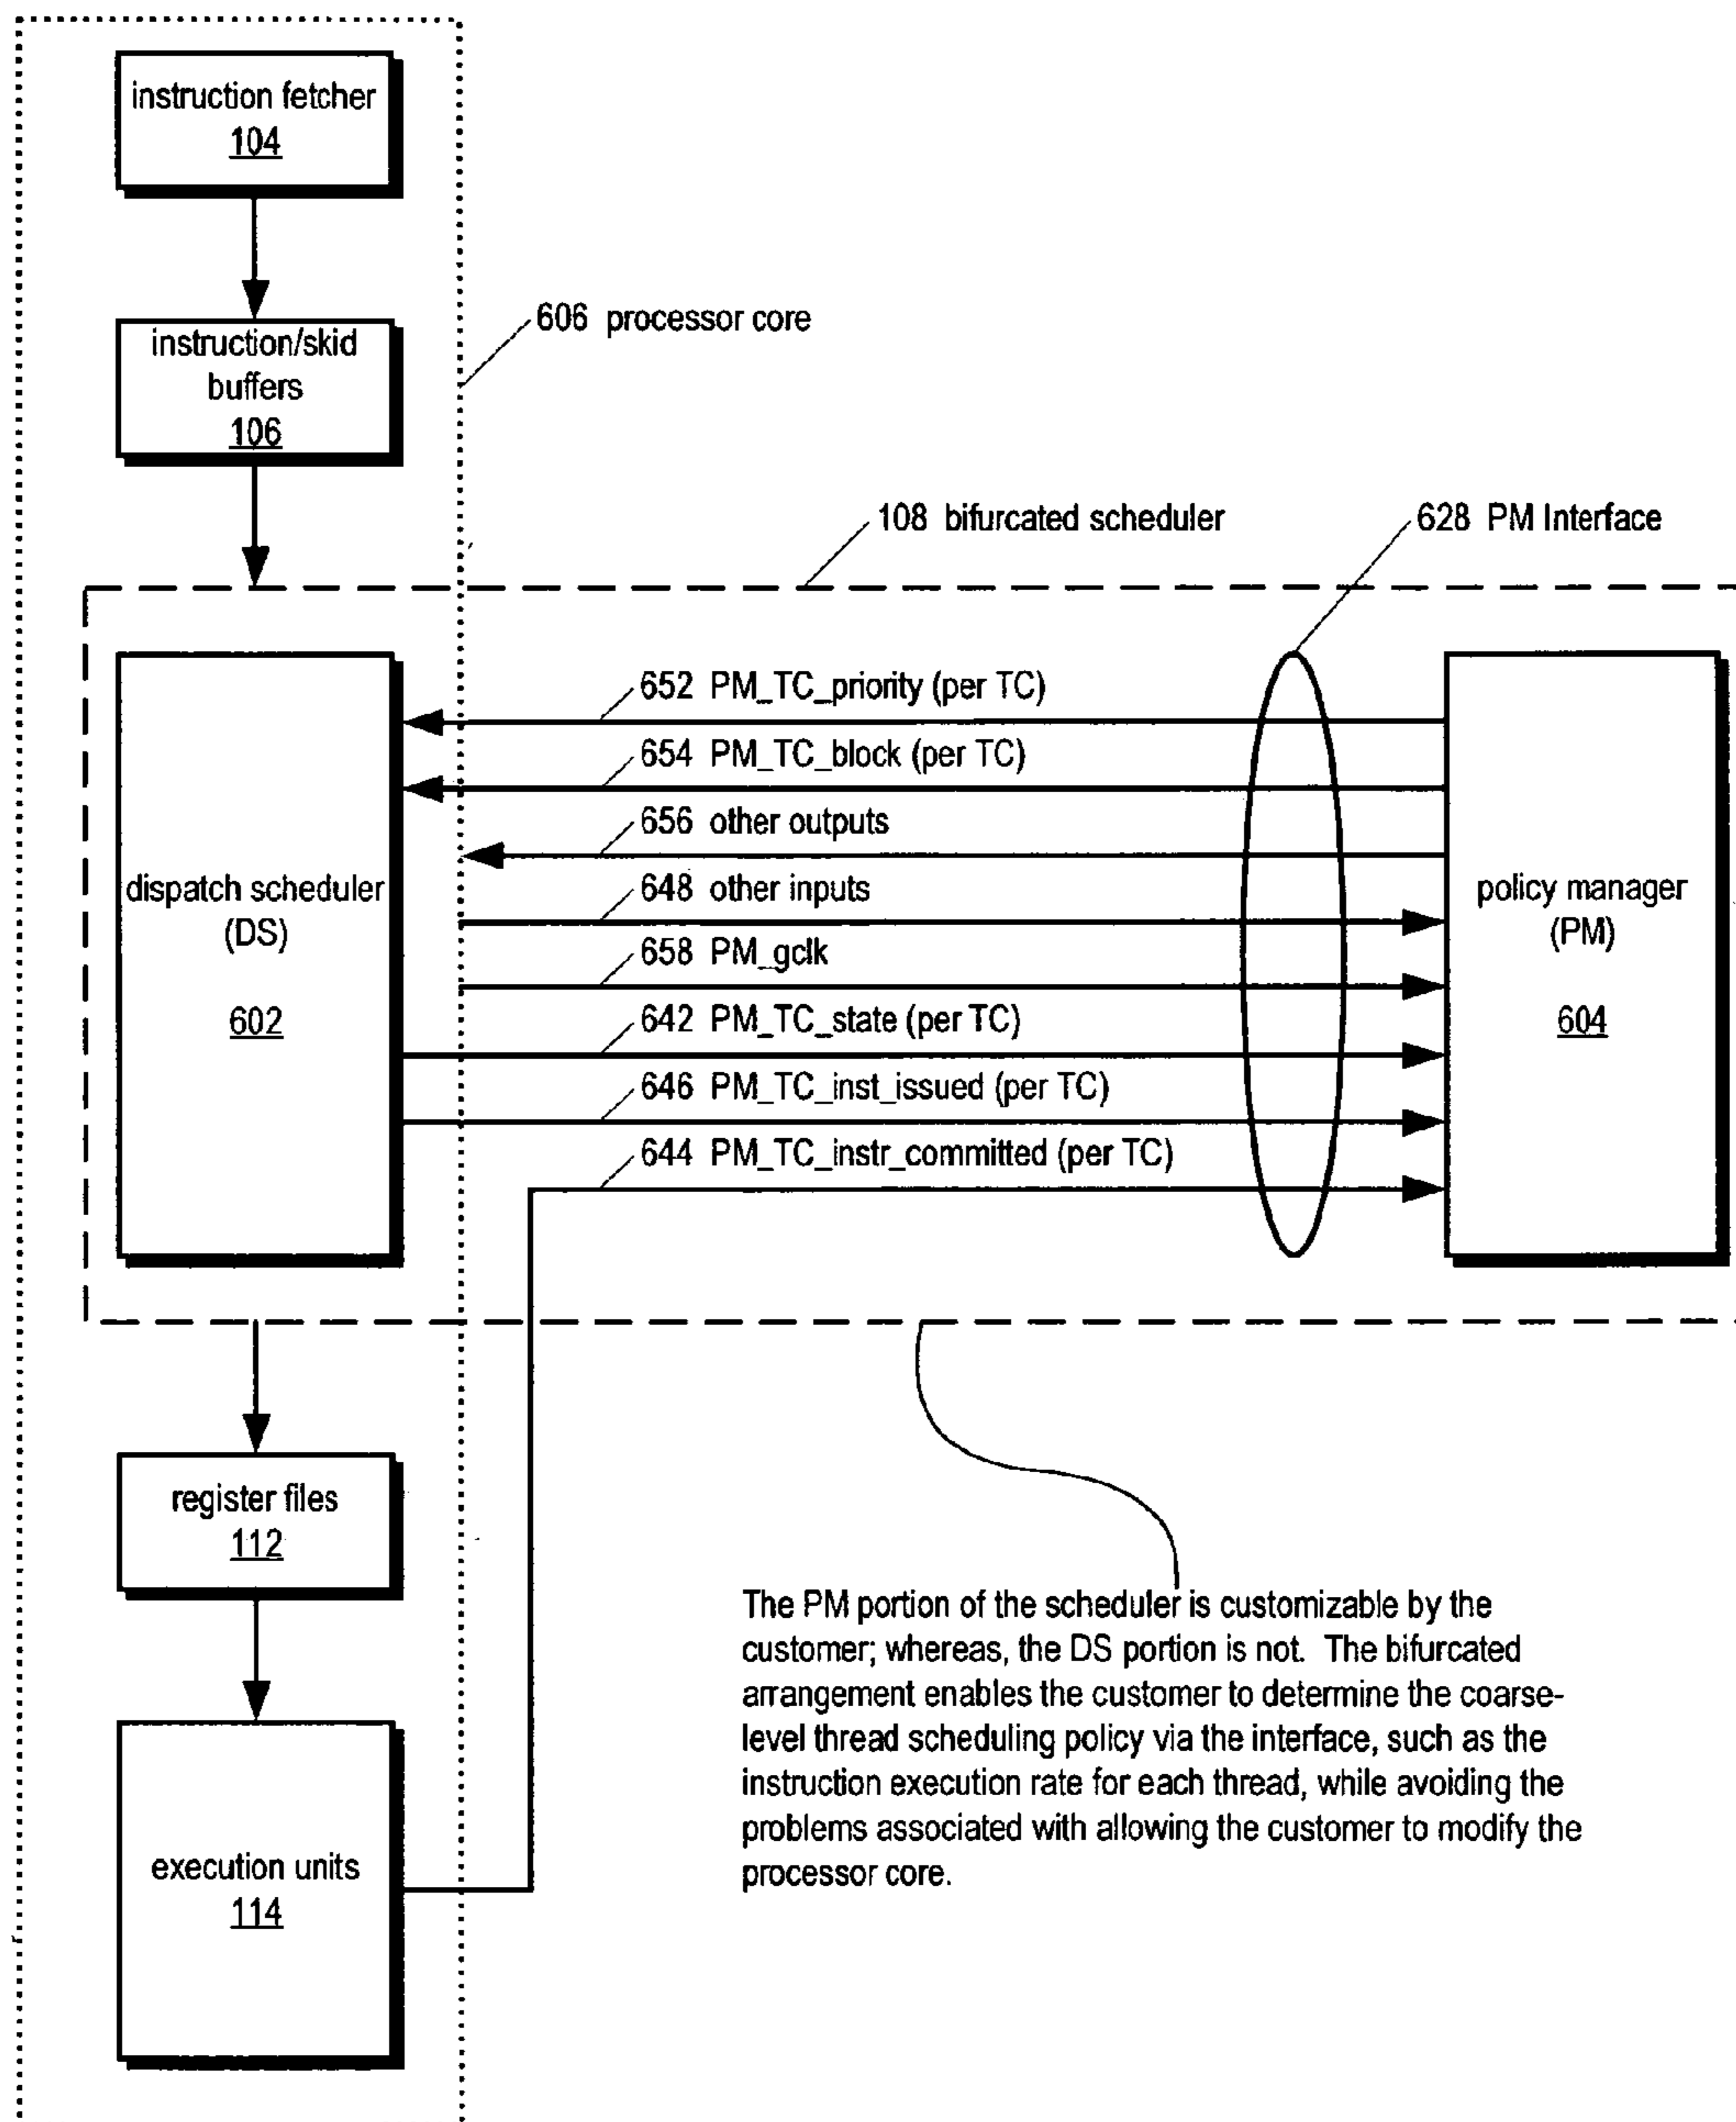 instruction fetcher
104
instruction/skid
buffers
106
606 processor core
108 bifurcated scheduler
628 PM Interface
dispatch scheduler
(DS)
602
652 PM_TC_priority (per TC)
654 PM_TC_block (per TC)
656 other outputs
648 other inputs
658 PM_gclk
642 PM_TC_state (per TC)
646 PM_TC_inst_issued (per TC)
644 PM_TC_instr_committed (per TC)
policy manager
(PM)
604
register files
112
execution units
114
The PM portion of the scheduler is customizable by the
customer; whereas, the DS portion is not. The bifurcated
arrangement enables the customer to determine the coarse-
level thread scheduling policy via the interface, such as the
instruction execution rate for each thread, while avoiding the
problems associated with allowing the customer to modify the
processor core.